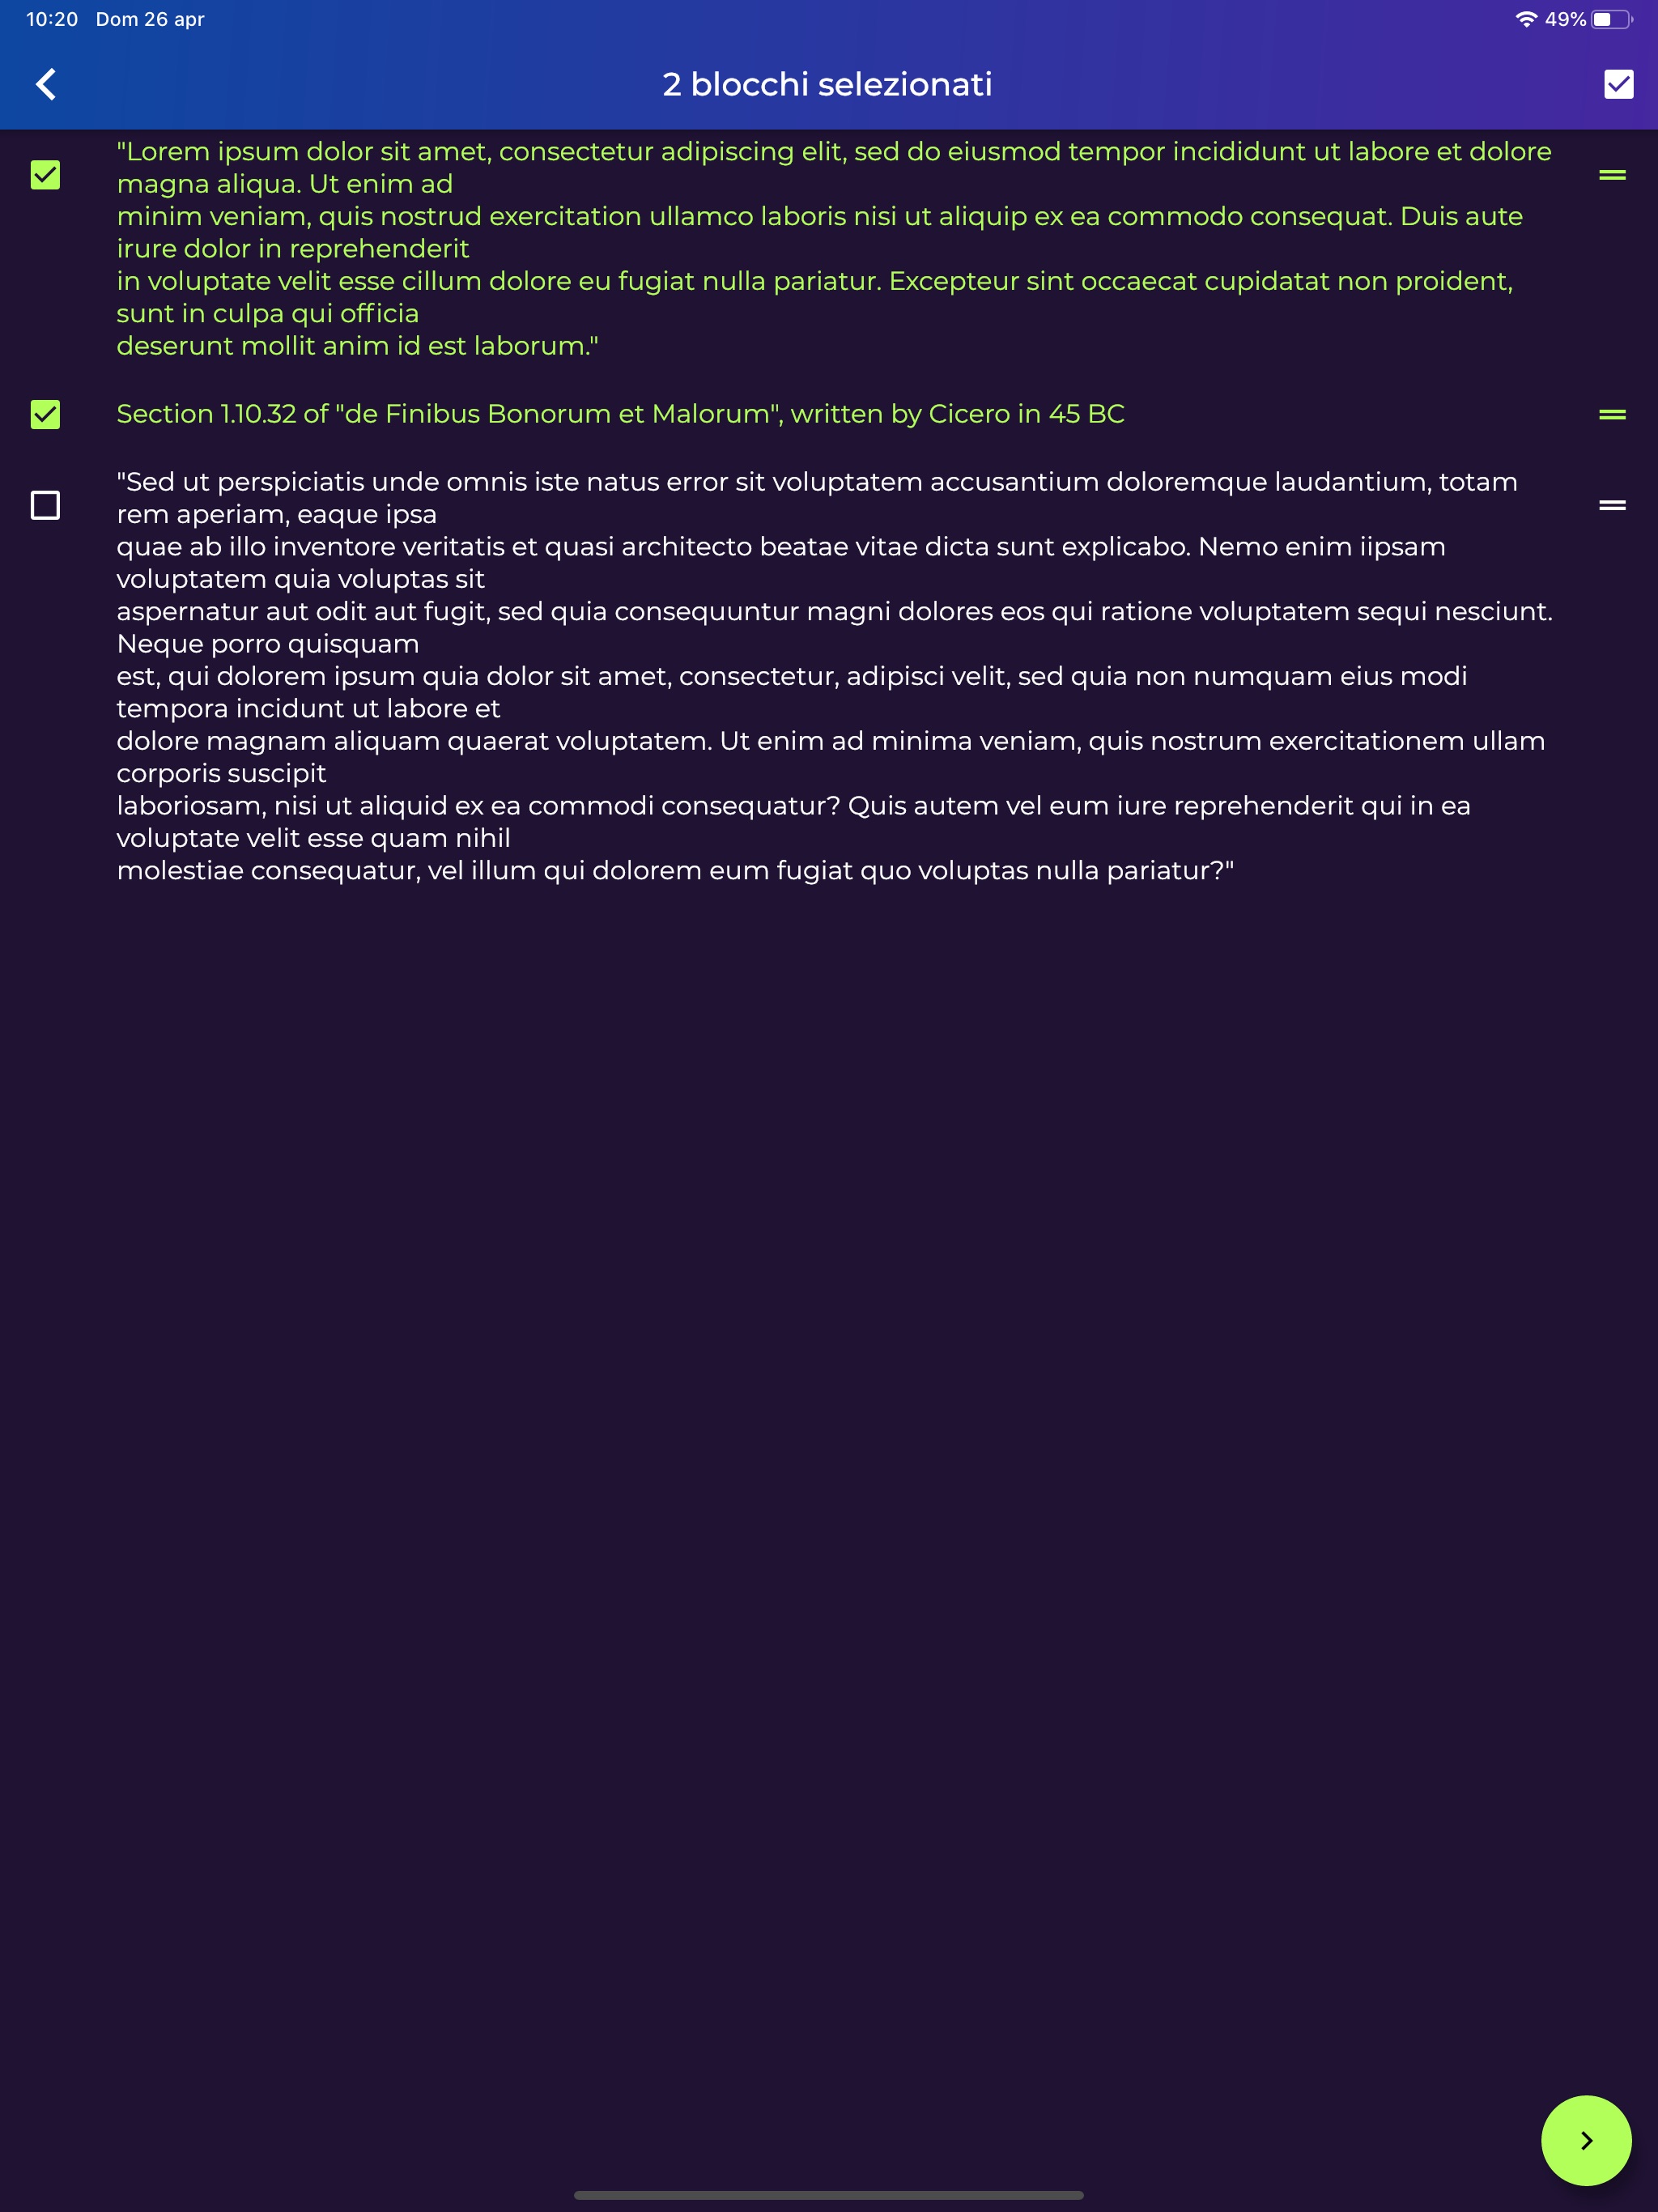 10:20 Dom 26 apr 49%
2 blocchi selezionati
"Lorem ipsum dolor sit amet, consectetur adipiscing elit, sed do eiusmod tempor incididunt ut labore et dolore
magna aliqua. Ut enim ad
minim veniam, quis nostrud exercitation ullamco laboris nisi ut aliquip ex ea commodo consequat. Duis aute
irure dolor in reprehenderit
in voluptate velit esse cillum dolore eu fugiat nulla pariatur. Excepteur sint occaecat cupidatat non proident,
sunt in culpa qui officia
deserunt mollit anim id est laborum."
Section 1.10.32 of "de Finibus Bonorum et Malorum", written by Cicero in 45 BC
"Sed ut perspiciatis unde omnis iste natus error sit voluptatem accusantium doloremque laudantium, totam
rem aperiam, eaque ipsa
quae ab illo inventore veritatis et quasi architecto beatae vitae dicta sunt explicabo. Nemo enim iipsam
voluptatem quia voluptas sit
aspernatur aut odit aut fugit, sed quia consequuntur magni dolores eos qui ratione voluptatem sequi nesciunt.
Neque porro quisquam
est, qui dolorem ipsum quia dolor sit amet, consectetur, adipisci velit, sed quia non numquam eius modi
tempora incidunt ut labore et
dolore magnam aliquam quaerat voluptatem. Ut enim ad minima veniam, quis nostrum exercitationem ullam
corporis suscipit
laboriosam, nisi ut aliquid ex ea commodi consequatur? Quis autem vel eum iure reprehenderit qui in ea
voluptate velit esse quam nihil
molestiae consequatur, vel illum qui dolorem eum fugiat quo voluptas nulla pariatur?"